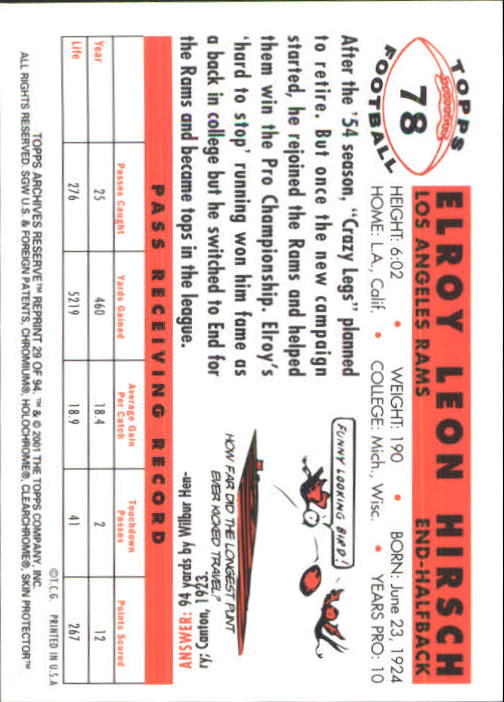 TOPPS
78
FOOTBALL
ELROY LEON HIRSCH
LOS ANGELES RAMS END-HALFBACK
HEIGHT: 6:02 • WEIGHT: 190 • BORN: June 23, 1924
HOME: L.A., Calif. • COLLEGE: Mich., Wisc. • YEARS PRO: 10
After the '54 season, "Crazy Legs" planned
to retire. But once the new campaign
started, he rejoined the Rams and helped
them win the Pro Championship. Elroy's
'hard to stop' running won him fame as
a back in college but he switched to End for
the Rams and became tops in the league.
FUNNY LOOKING BIRD!
HOW FAR DID THE LONGEST PUNT
EVER KICKED TRAVEL?
ANSWER: 94 yards by Wilbur Hen-
ry: Canton, 1923.
PASS RECEIVING RECORD
Year Passes Caught Yards Gained Average Gain Per Catch Touchdown Passes Points Scored
25 460 18.4 2 12
Life 276 5219 18.9 41 267
©T.C.G. PRINTED IN U.S.A
TOPPS ARCHIVES RESERVE™ REPRINT 29 OF 94. ™ & © 2001 THE TOPPS COMPANY, INC.
ALL RIGHTS RESERVED. SGW U.S. & FOREIGN PATENTS, CHROMIUM®, HOLOCHROME®, CLEARCHROME®, SKIN PROTECTOR™